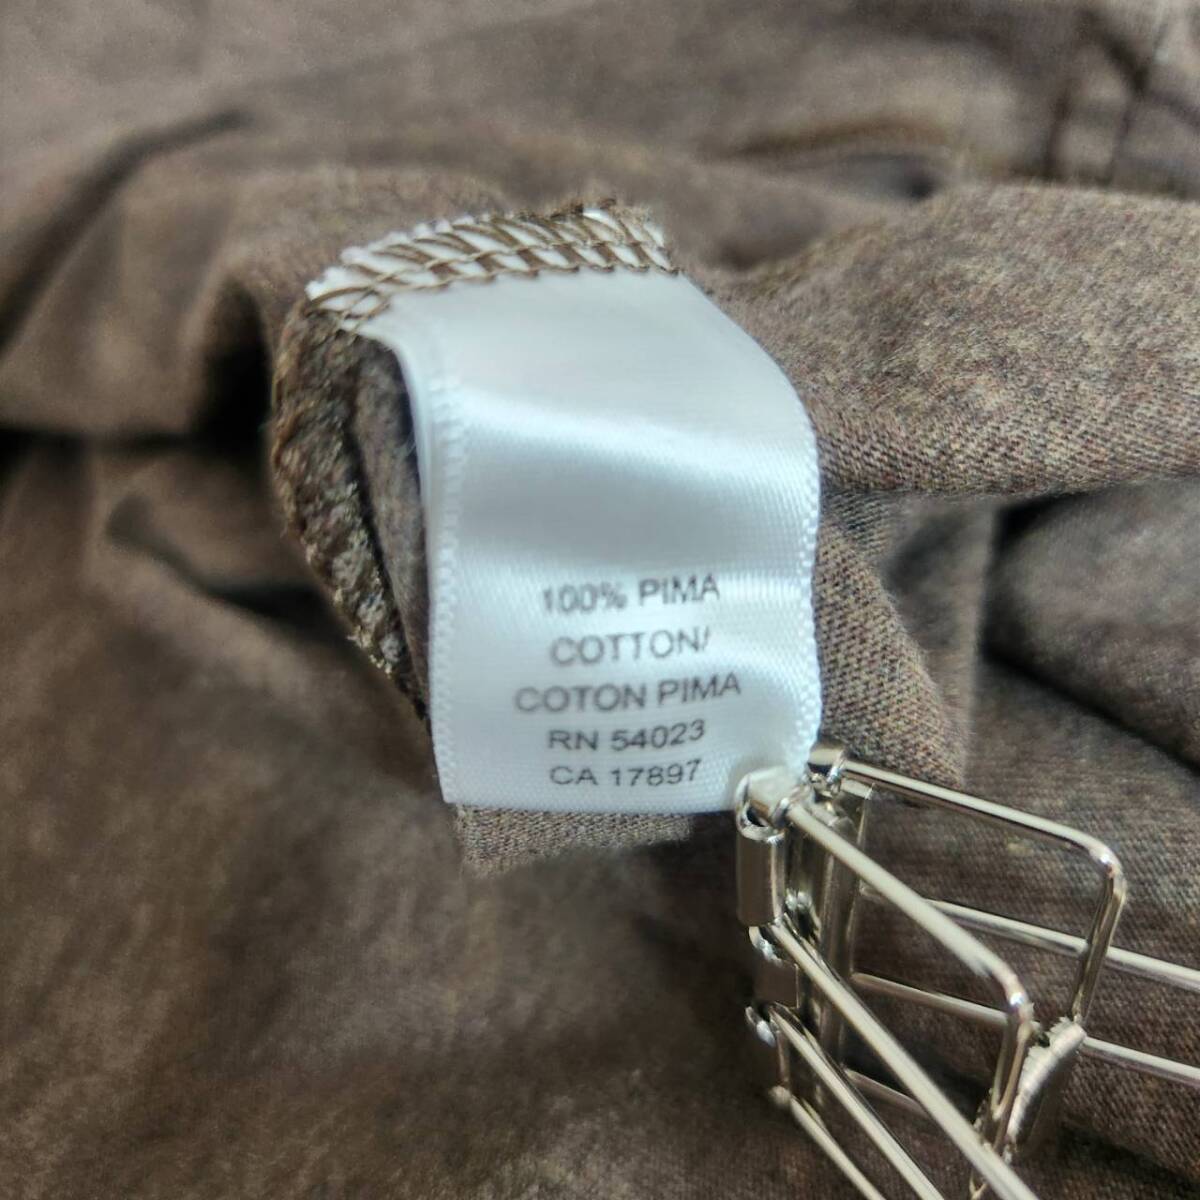 100% PIMA
COTTON/
COTON PIMA
RN 54023
CA 17897